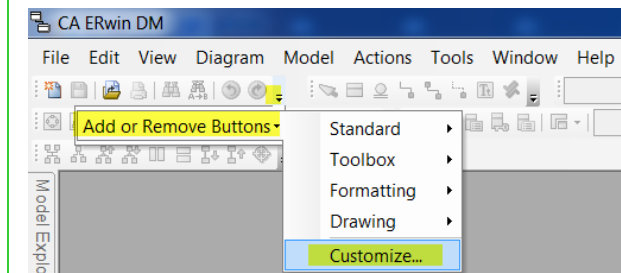 CA ERwin DM
File Edit View Diagram Model Actions Tools Window Help
Add or Remove Buttons
Standard
Toolbox
Formatting
Drawing
Customize...
Model Explo